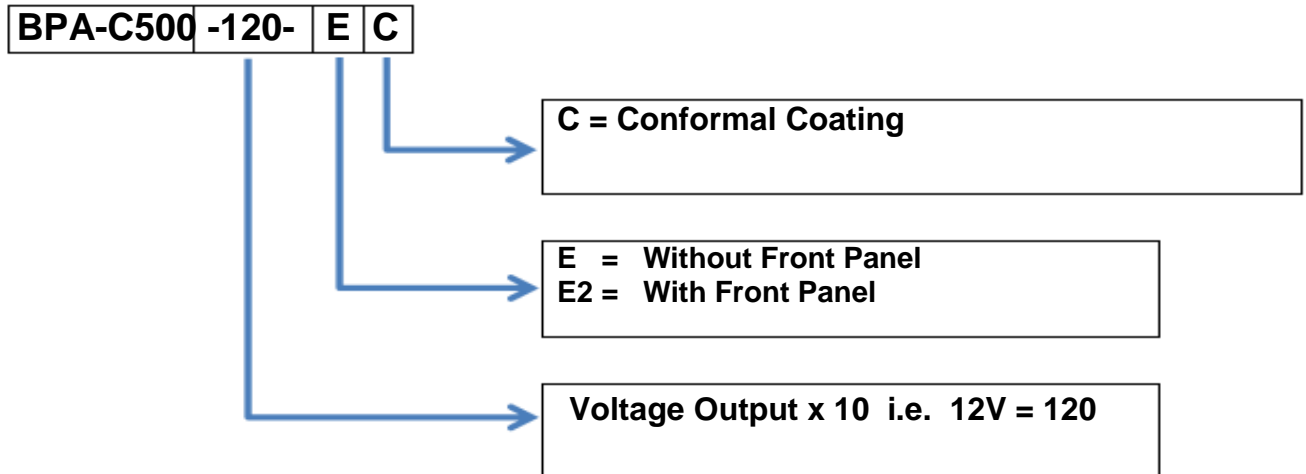 BPA-C500 -120- E C
C = Conformal Coating
E = Without Front Panel
E2 = With Front Panel
Voltage Output x 10 i.e. 12V = 120